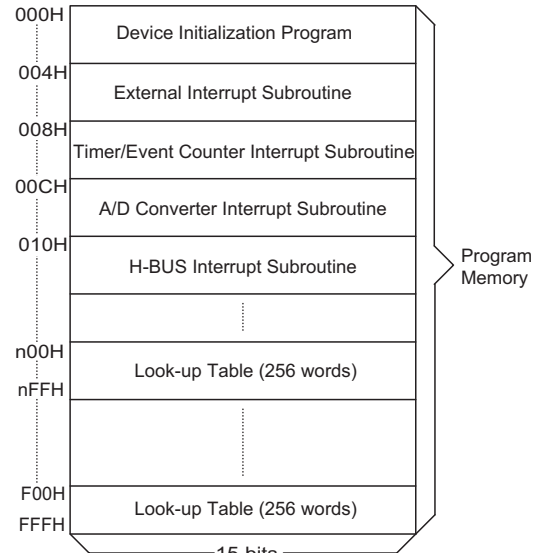 000H
Device Initialization Program
004H
External Interrupt Subroutine
008H
Timer/Event Counter Interrupt Subroutine
00CH
A/D Converter Interrupt Subroutine
010H
H-BUS Interrupt Subroutine
Program
Memory
n00H
Look-up Table (256 words)
nFFH
F00H
Look-up Table (256 words)
FFFH
15 bits